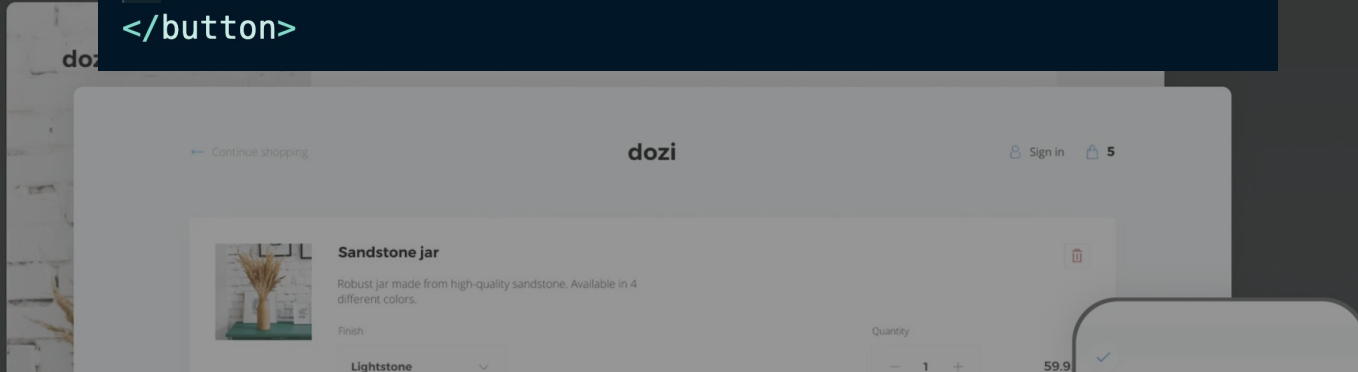 </button>
doz
← Continue shopping
dozi
Sign in
5
Sandstone jar
Robust jar made from high-quality sandstone. Available in 4
different colors.
Finish
Quantity
Lightstone
− 1 +
59.9